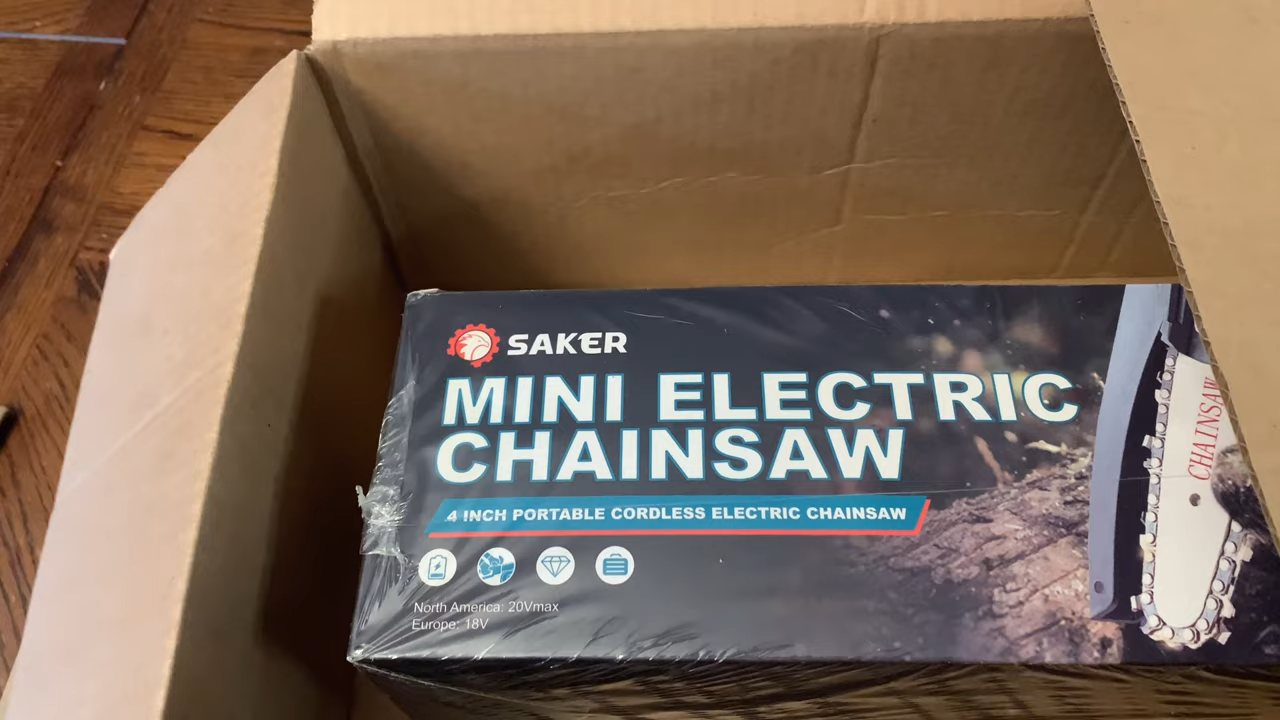 SAKER
MINI ELECTRIC
CHAINSAW
4 INCH PORTABLE CORDLESS ELECTRIC CHAINSAW
North America: 20Vmax
Europe: 18V
CHAINSAW